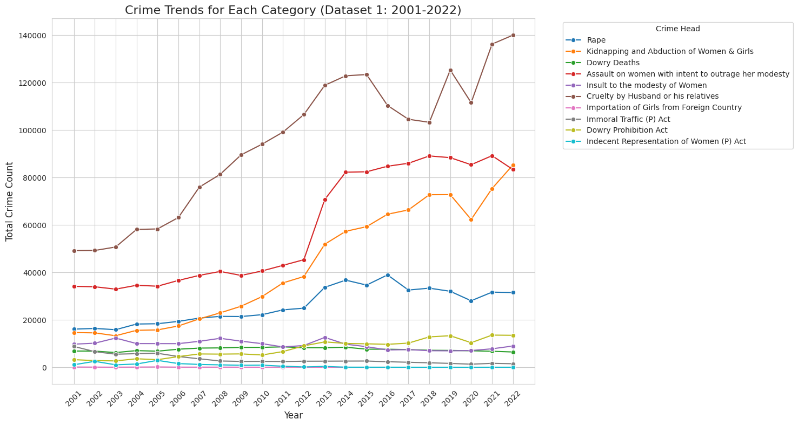 Crime Trends for Each Category (Dataset 1: 2001-2022)
Total Crime Count
140000
120000
100000
80000
60000
40000
20000
0
2001
2002
2003
2004
2005
2006
2007
2008
2009
2010
2011
2012
2013
2014
2015
2016
2017
2018
2019
2020
2021
2022
Year
Crime Head
Rape
Kidnapping and Abduction of Women & Girls
Dowry Deaths
Assault on women with intent to outrage her modesty
Insult to the modesty of Women
Cruelty by Husband or his relatives
Importation of Girls from Foreign Country
Immoral Traffic (P) Act
Dowry Prohibition Act
Indecent Representation of Women (P) Act